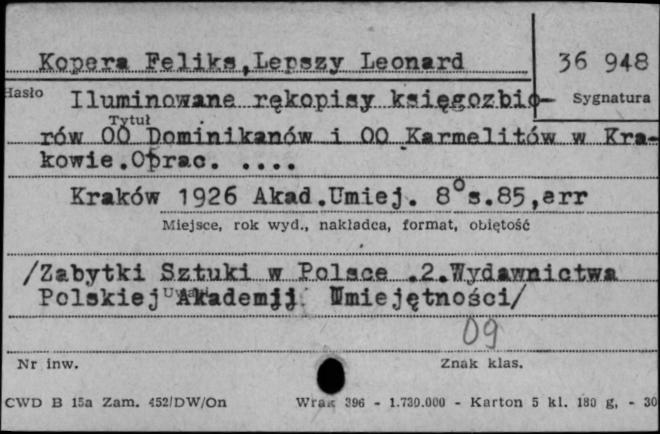 Kopera Feliks,Lepszy Leonard
36 948
Hasło
Sygnatura
Iluminowane rękopisy księgozbio-
Tytuł
rów OO Dominikanów i OO Karmelitów w Kra-
kowie.Oprac. ....
Kraków 1926 Akad.Umiej. 8° s.85,err
Miejsce, rok wyd., nakładca, format, objętość
/Zabytki Sztuki w Polsce .2.Wydawnictwa
Polskiej Akademji Umiejętności/
Uwagi
09
Nr inw.
Znak klas.
CWD B 15a Zam. 452/DW/On
Wrak 396 - 1.730.000 - Karton 5 kl. 180 g, - 30